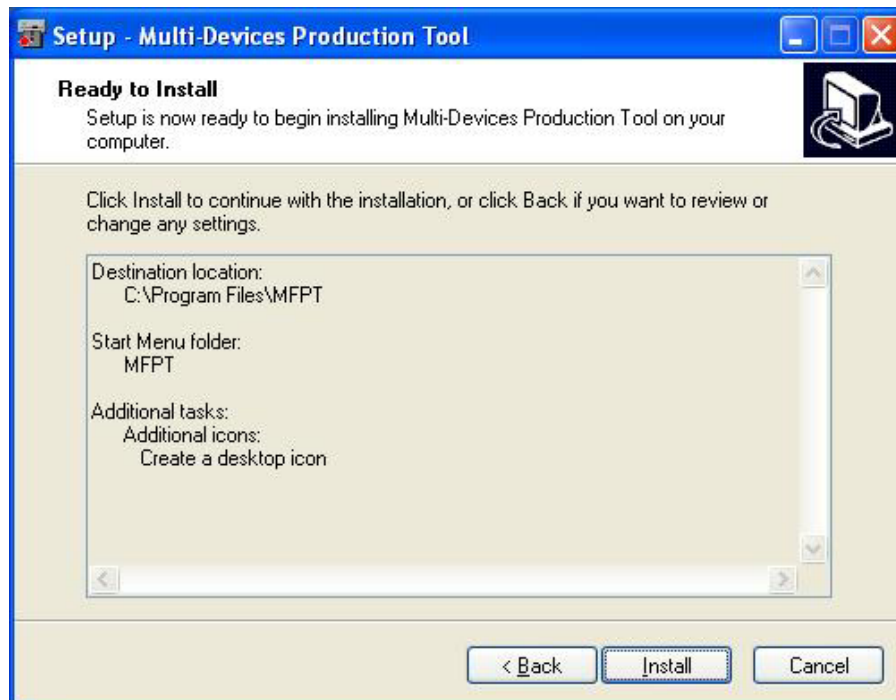 Setup - Multi-Devices Production Tool
Ready to Install
Setup is now ready to begin installing Multi-Devices Production Tool on your
computer.
Click Install to continue with the installation, or click Back if you want to review or
change any settings.
Destination location:
C:\Program Files\MFPT
Start Menu folder:
MFPT
Additional tasks:
Additional icons:
Create a desktop icon
< Back
Install
Cancel